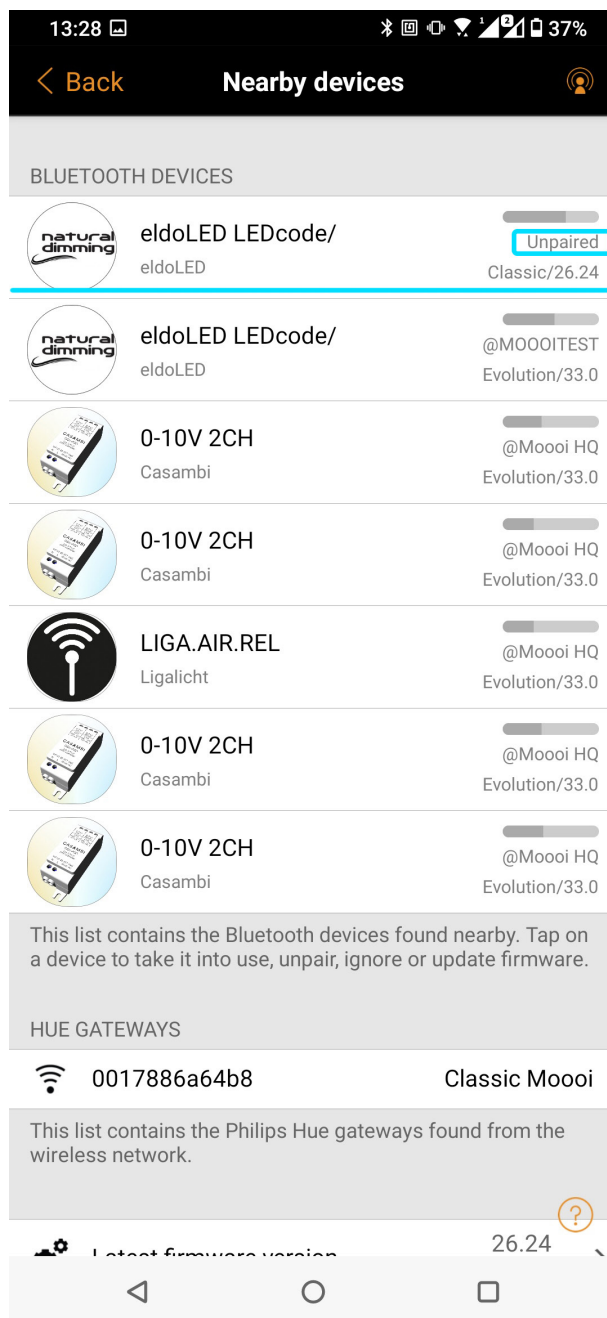 13:28
1
2
37%
Back
Nearby devices
BLUETOOTH DEVICES
natural
dimming
eldoLED LEDcode/
eldoLED
Unpaired
Classic/26.24
natural
dimming
eldoLED LEDcode/
eldoLED
@MOOOITEST
Evolution/33.0
CASAMBI
0-10V 2CH
Casambi
@Moooi HQ
Evolution/33.0
CASAMBI
0-10V 2CH
Casambi
@Moooi HQ
Evolution/33.0
LIGA.AIR.REL
Ligalicht
@Moooi HQ
Evolution/33.0
CASAMBI
0-10V 2CH
Casambi
@Moooi HQ
Evolution/33.0
CASAMBI
0-10V 2CH
Casambi
@Moooi HQ
Evolution/33.0
This list contains the Bluetooth devices found nearby. Tap on
a device to take it into use, unpair, ignore or update firmware.
HUE GATEWAYS
0017886a64b8
Classic Moooi
This list contains the Philips Hue gateways found from the
wireless network.
?
Latest firmware version
26.24